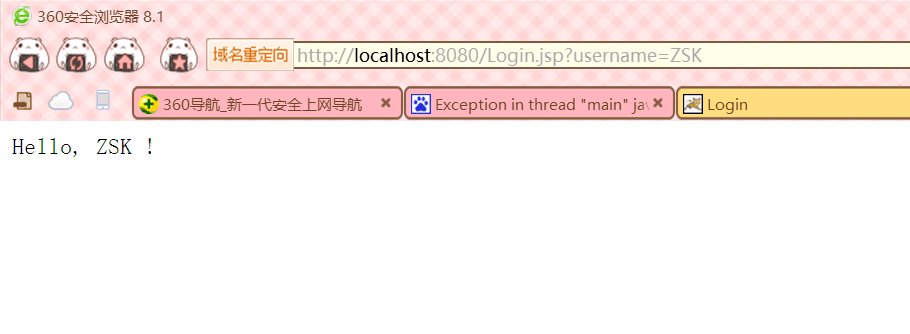 360安全浏览器 8.1
域名重定向 http://localhost:8080/Login.jsp?username=ZSK
360导航_新一代安全上网导航 Exception in thread "main" jav Login
Hello, ZSK !